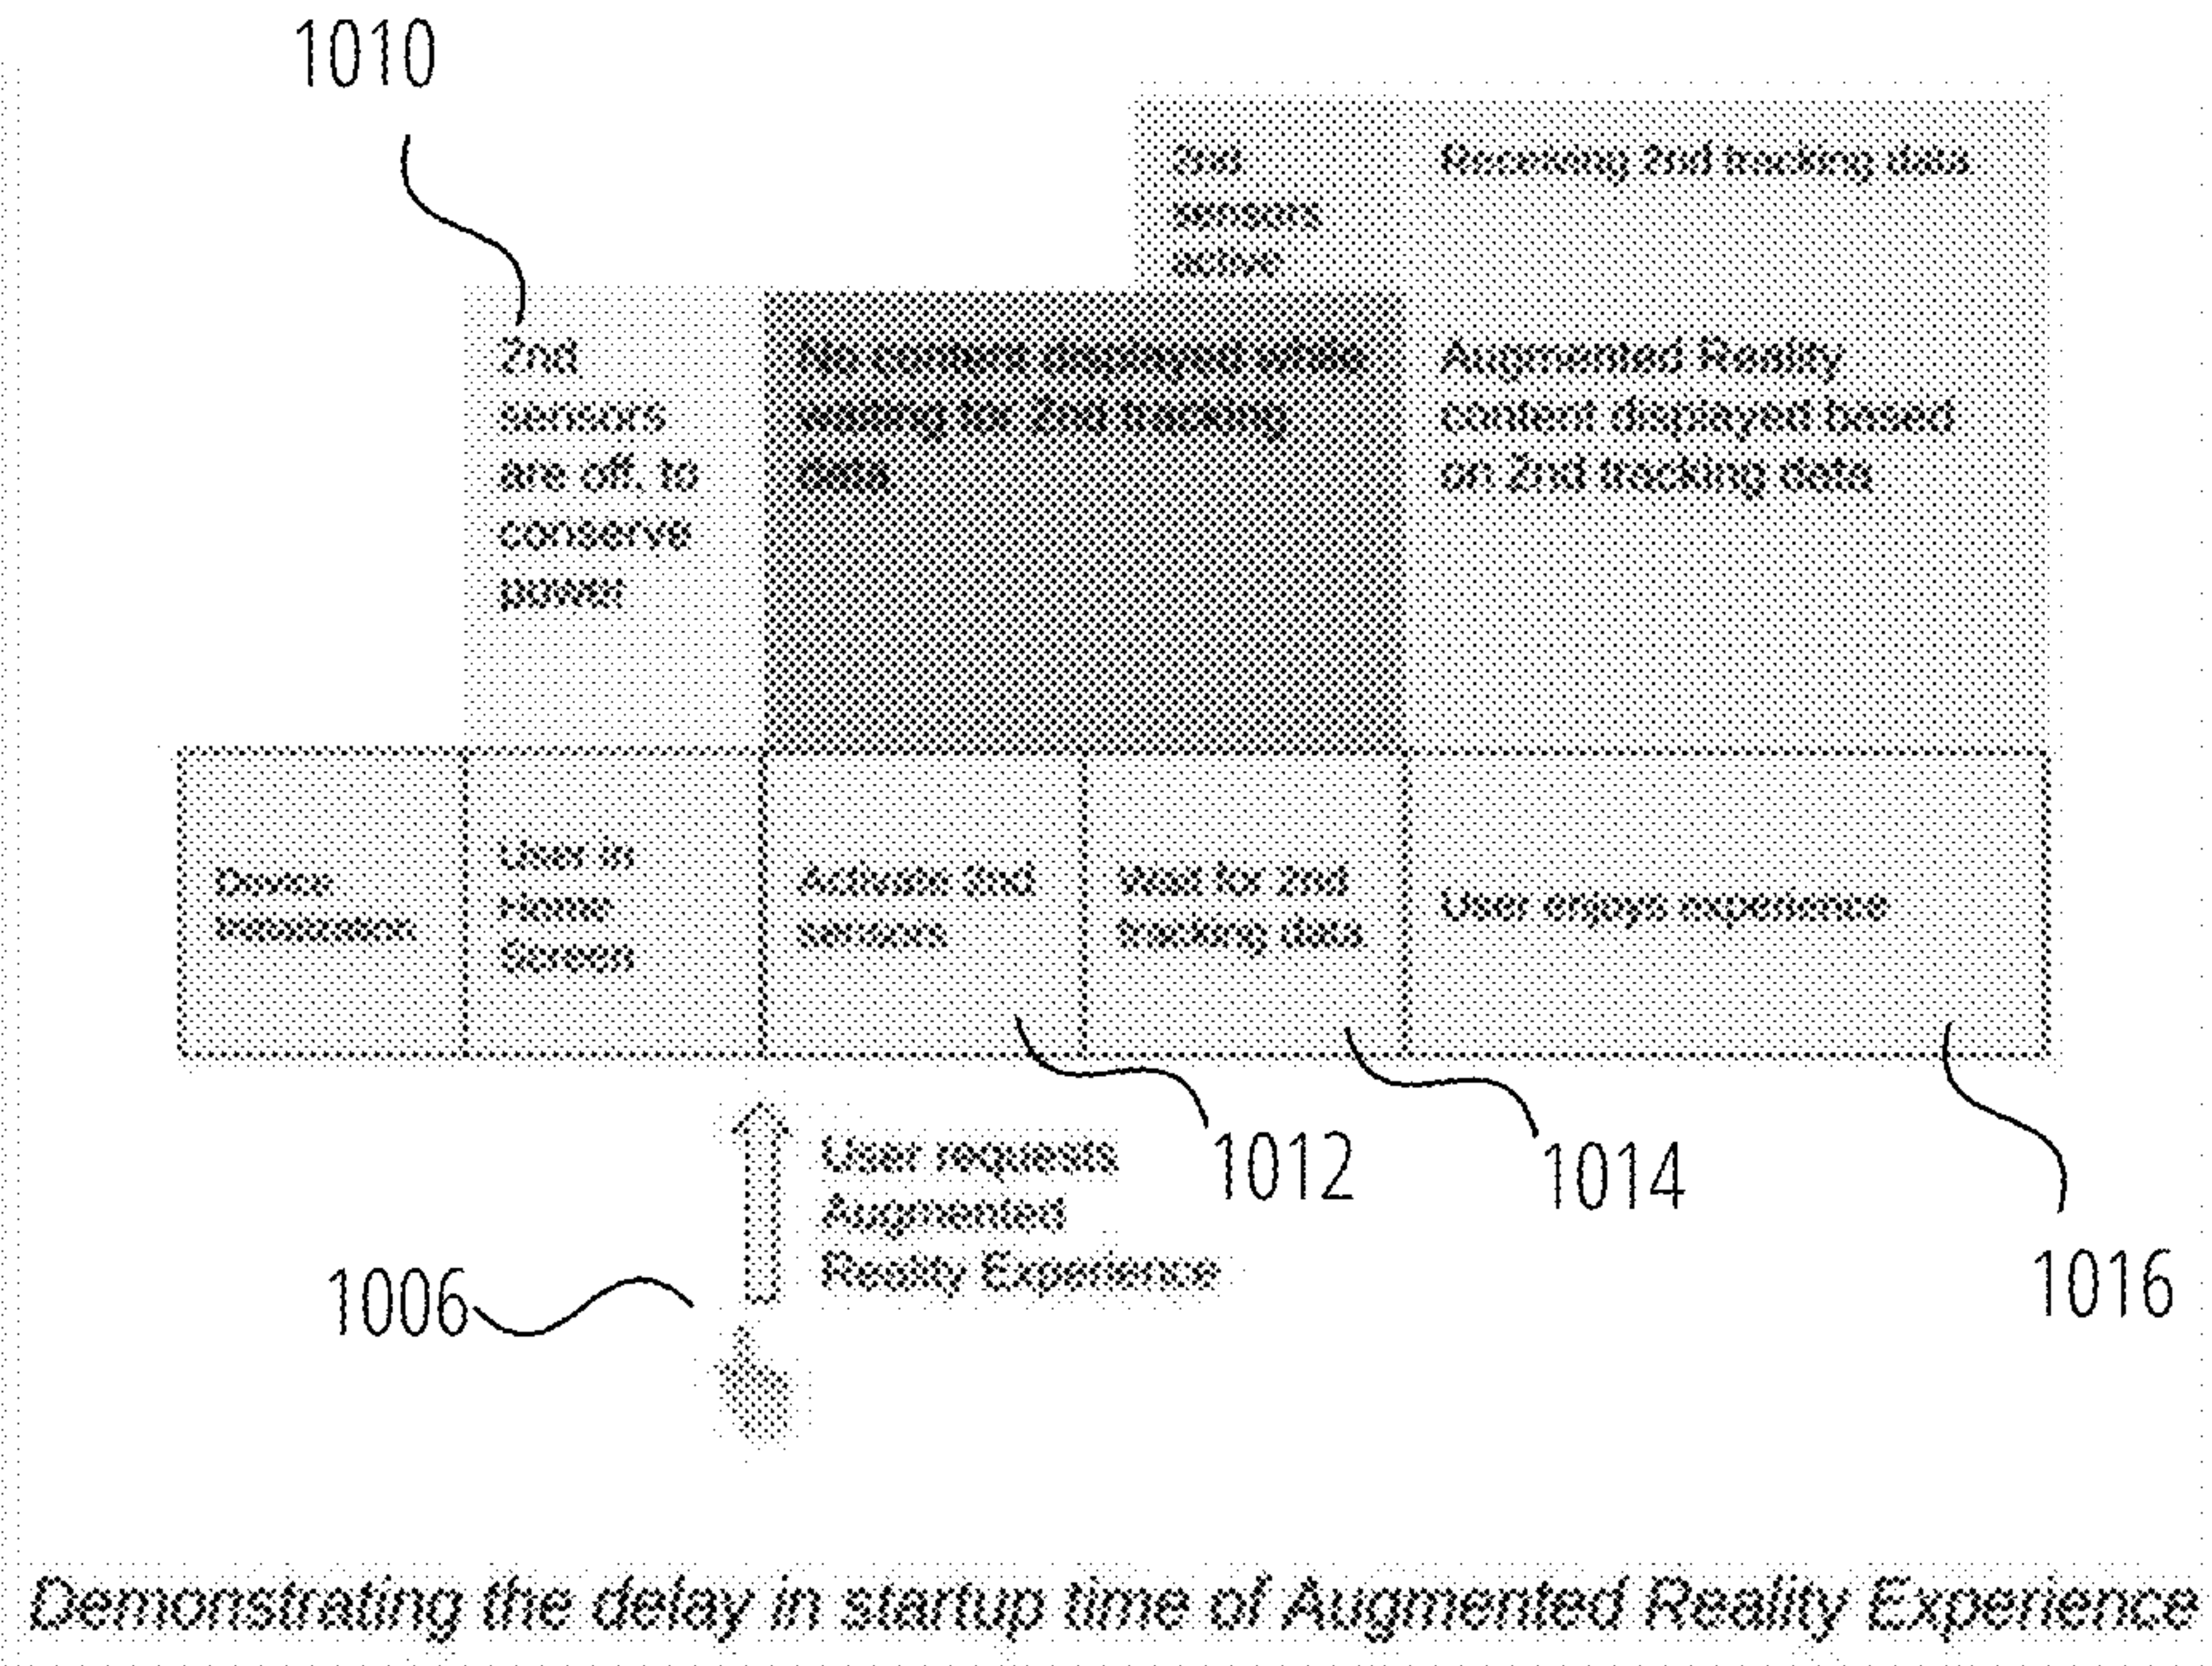 1010
2nd
sensors
active
Receiving 2nd tracking data
2nd
sensors
are off, to
conserve
power
No content displayed while
waiting for 2nd tracking
data
Augmented Reality
content displayed based
on 2nd tracking data
Device
Initialization
User in
Home
Screen
Activate 2nd
sensors
Wait for 2nd
tracking data
User enjoys experience
1012
1014
1016
User requests
Augmented
Reality Experience
1006
Demonstrating the delay in startup time of Augmented Reality Experience